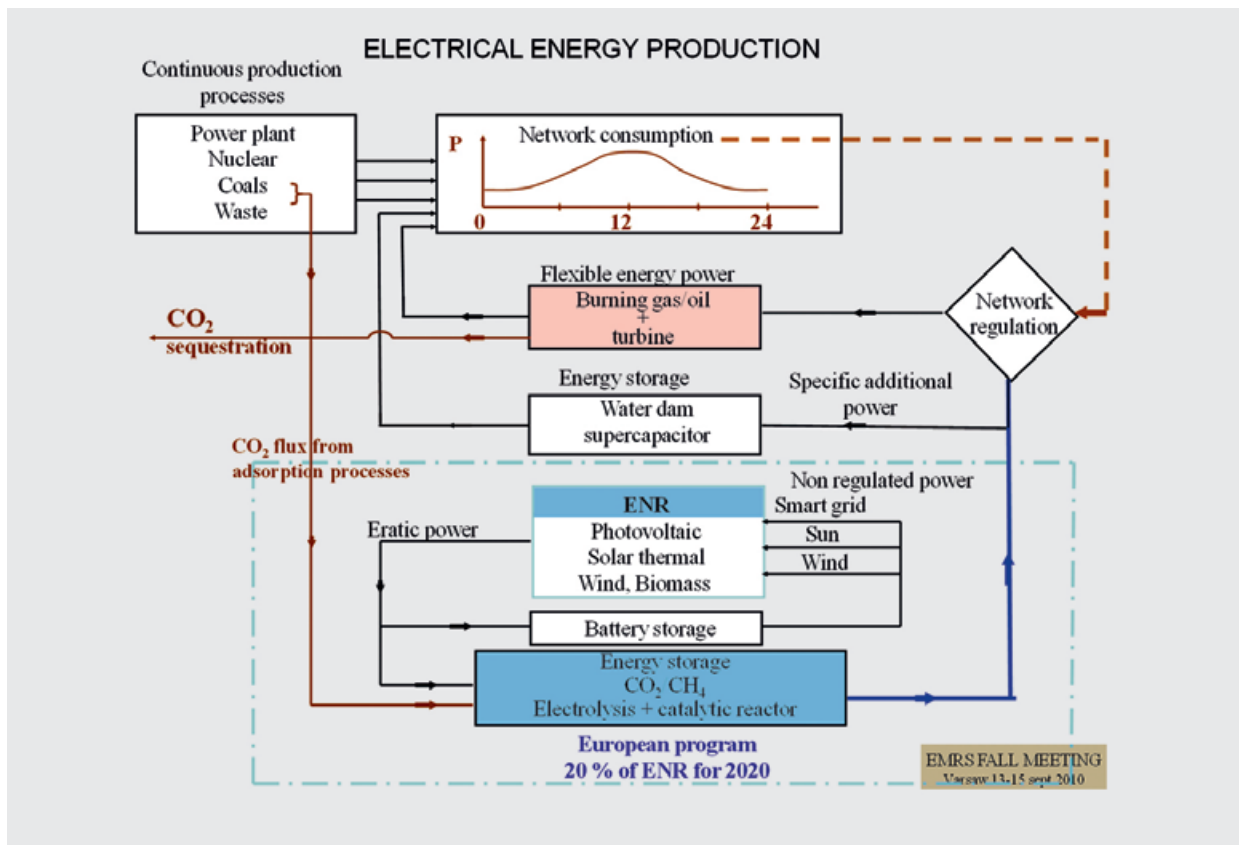 ELECTRICAL ENERGY PRODUCTION
Continuous production
processes
Power plant
Nuclear
Coals
Waste
Network consumption
P
0
12
24
Flexible energy power
Burning gas/oil
+
turbine
Network
regulation
CO₂
sequestration
Energy storage
Water dam
supercapacitor
Specific additional
power
CO₂ flux from
adsorption processes
Non regulated power
Smart grid
Sun
Wind
ENR
Photovoltaic
Solar thermal
Wind, Biomass
Eratic power
Battery storage
Energy storage
CO₂ CH₄
Electrolysis + catalytic reactor
European program
20 % of ENR for 2020
EMRS FALL MEETING
Varsaw 13-15 sept 2010